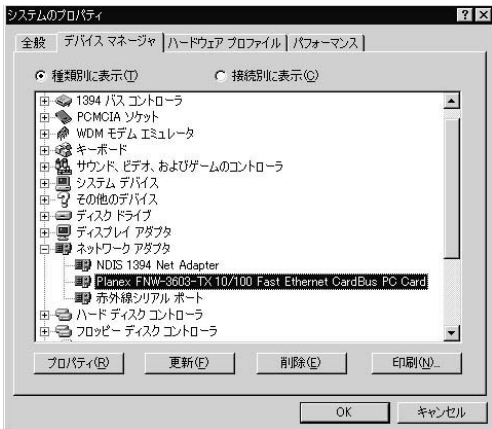 システムのプロパティ
全般 デバイス マネージャ ハードウェア プロファイル パフォーマンス
種類別に表示(T) 接続別に表示(C)
1394 バス コントローラ
PCMCIA ソケット
WDM モデム エミュレータ
キーボード
サウンド、ビデオ、およびゲームのコントローラ
システム デバイス
その他のデバイス
ディスク ドライブ
ディスプレイ アダプタ
ネットワーク アダプタ
NDIS 1394 Net Adapter
Planex FNW-3603-TX 10/100 Fast Ethernet CardBus PC Card
赤外線シリアル ポート
ハード ディスク コントローラ
フロッピー ディスク コントローラ
プロパティ(R) 更新(F) 削除(E) 印刷(N)...
OK キャンセル